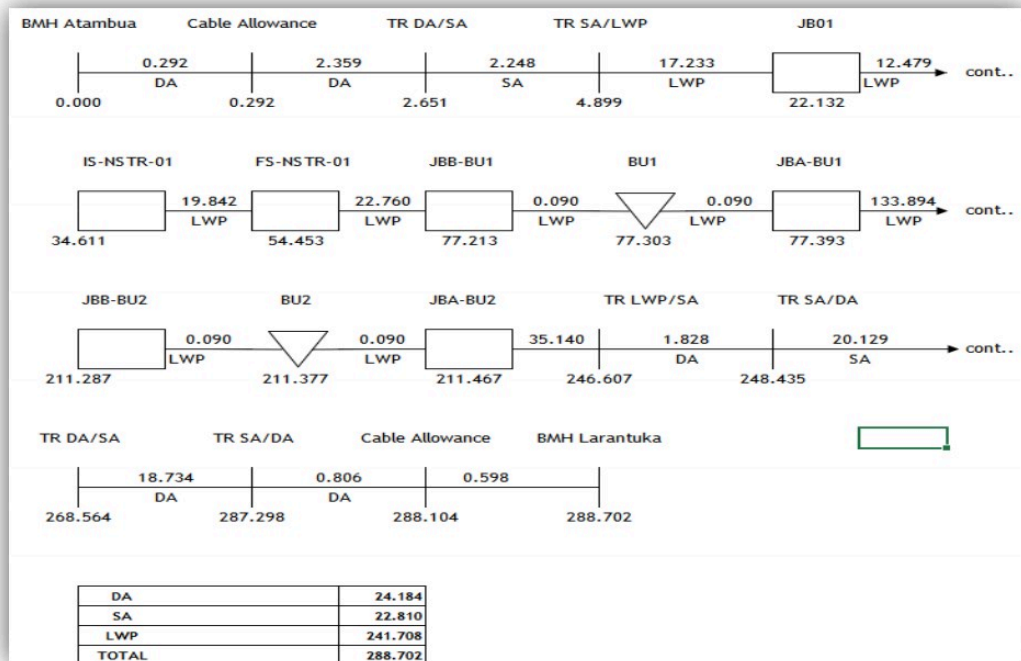 BMH Atambua Cable Allowance TR DA/SA TR SA/LWP JB01
0.292 2.359 2.248 17.233 12.479
DA DA SA LWP LWP cont..
0.000 0.292 2.651 4.899 22.132
IS-NSTR-01 FS-NSTR-01 JBB-BU1 BU1 JBA-BU1
19.842 22.760 0.090 0.090 133.894
LWP LWP LWP LWP LWP cont..
34.611 54.453 77.213 77.303 77.393
JBB-BU2 BU2 JBA-BU2 TR LWP/SA TR SA/DA
0.090 0.090 35.140 1.828 20.129
LWP LWP DA SA cont..
211.287 211.377 211.467 246.607 248.435
TR DA/SA TR SA/DA Cable Allowance BMH Larantuka
18.734 0.806 0.598
DA DA
268.564 287.298 288.104 288.702
DA 24.184
SA 22.810
LWP 241.708
TOTAL 288.702